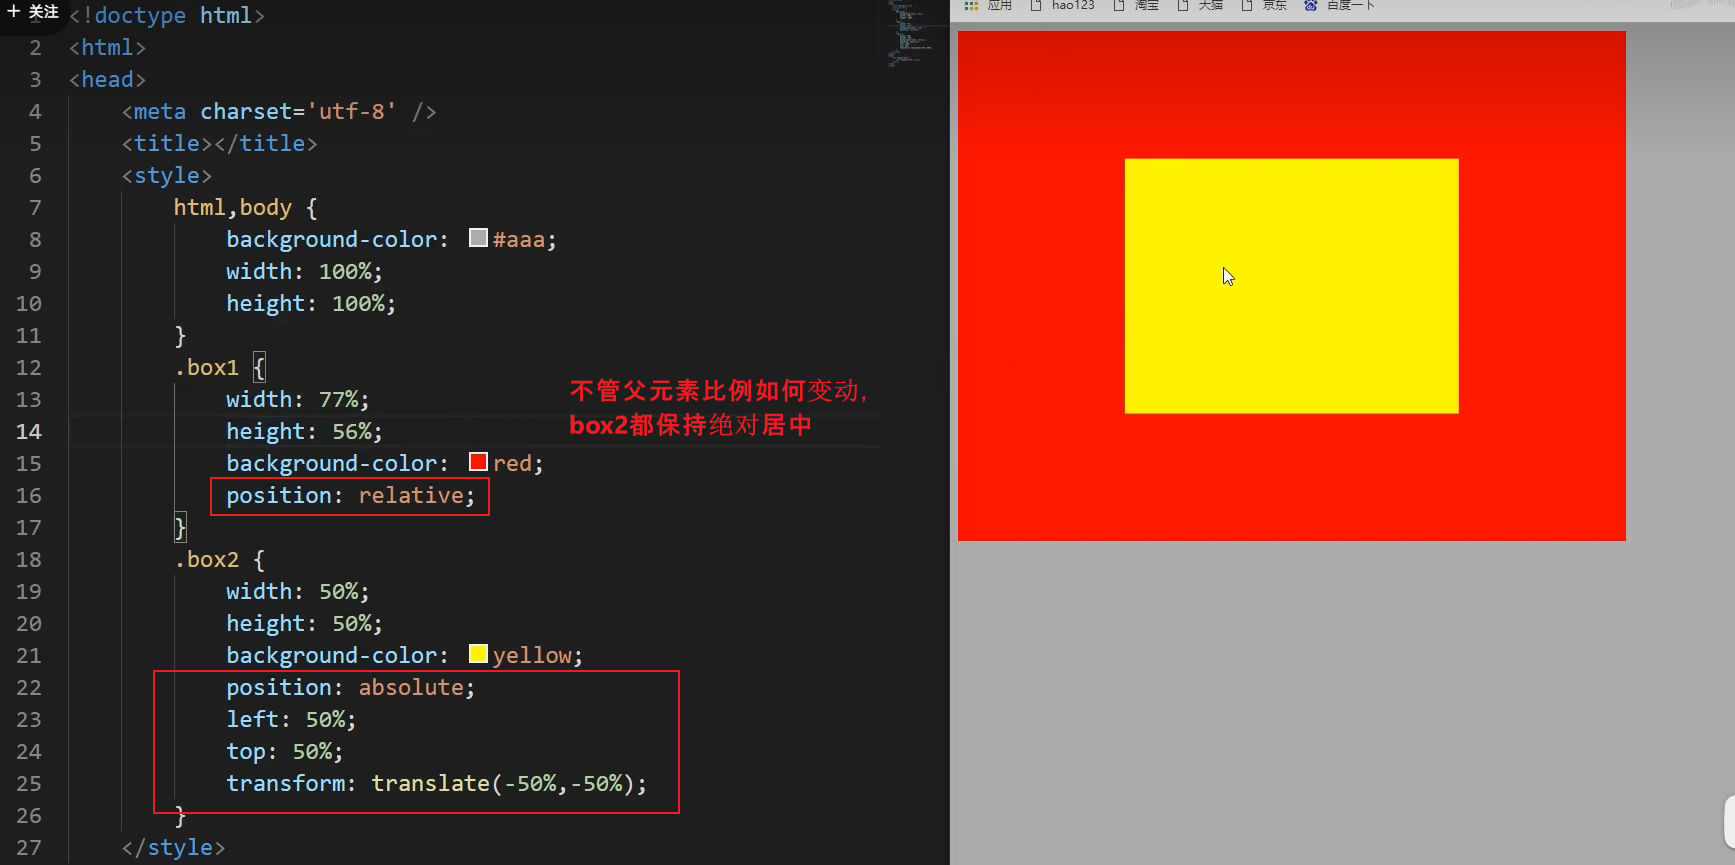 + 关注
应用 hao123 淘宝 天猫 京东 百度一下
1 <!doctype html>
2 <html>
3 <head>
4 <meta charset='utf-8' />
5 <title></title>
6 <style>
7 html,body {
8 background-color: #aaa;
9 width: 100%;
10 height: 100%;
11 }
12 .box1 {
13 width: 77%;
14 height: 56%;
15 background-color: red;
16 position: relative;
17 }
18 .box2 {
19 width: 50%;
20 height: 50%;
21 background-color: yellow;
22 position: absolute;
23 left: 50%;
24 top: 50%;
25 transform: translate(-50%,-50%);
26 }
27 </style>
不管父元素比例如何变动,
box2都保持绝对居中